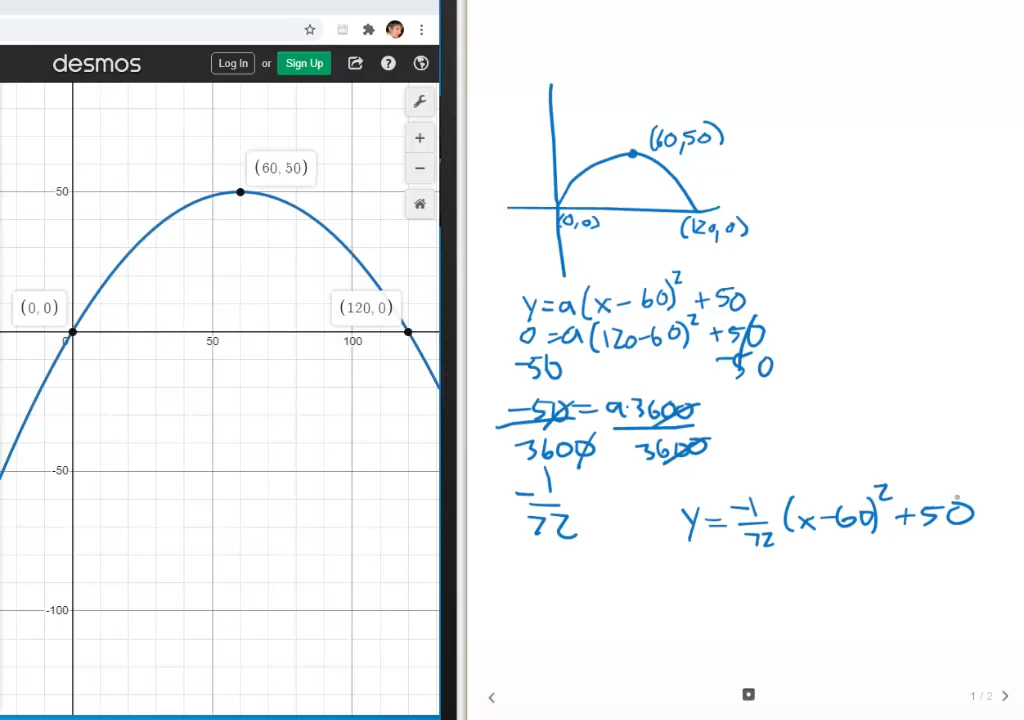 desmos Log In or Sign Up
50
(60, 50)
(0, 0)
(120, 0)
0
50
100
-50
-100
(60,50)
(0,0)
(120,0)
y=a(x-60)² +50
0=a(120-60)² +50
-50 -50
-500 = a·3600
3600 3600
-1
72
y= -1/72 (x-60)² +50
1 / 2